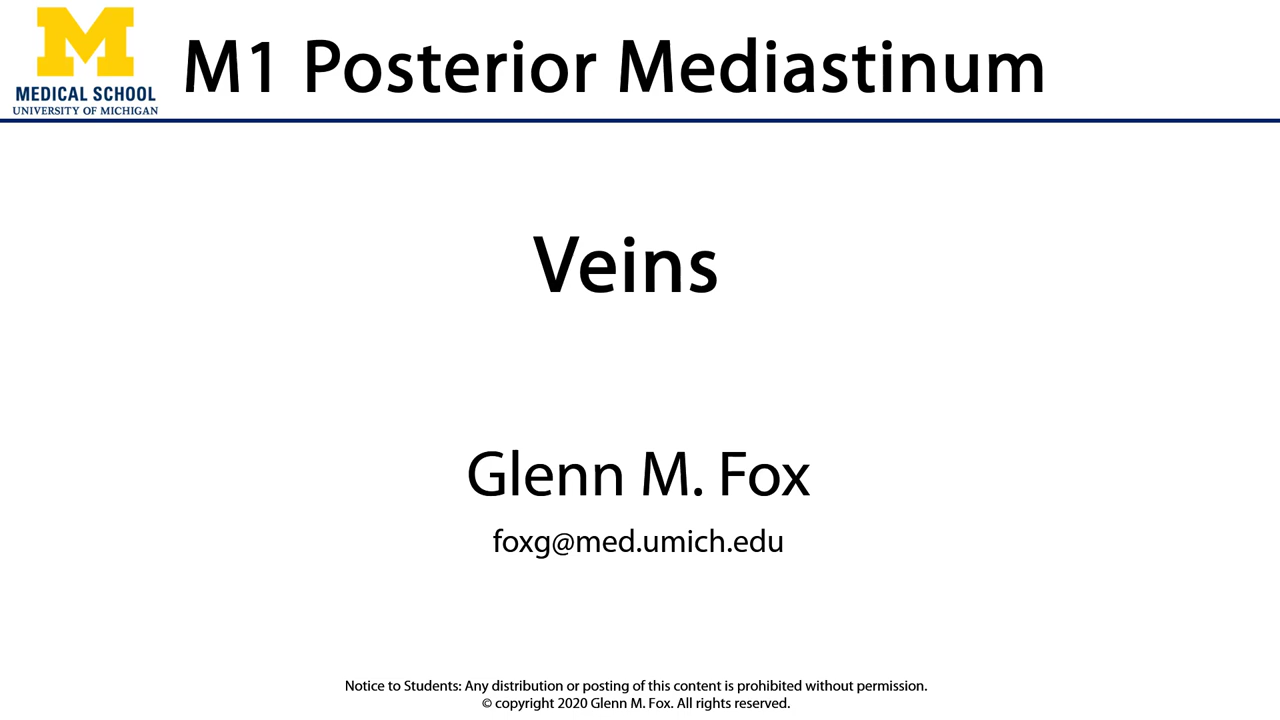 M
MEDICAL SCHOOL
UNIVERSITY OF MICHIGAN
M1 Posterior Mediastinum
Veins
Glenn M. Fox
foxg@med.umich.edu
Notice to Students: Any distribution or posting of this content is prohibited without permission.
© copyright 2020 Glenn M. Fox. All rights reserved.